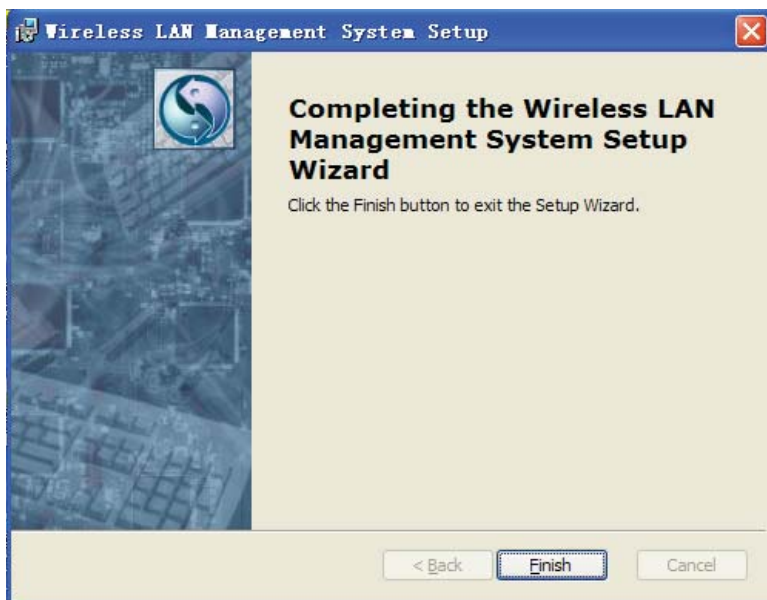 Wireless LAN Management System Setup
Completing the Wireless LAN
Management System Setup
Wizard
Click the Finish button to exit the Setup Wizard.
< Back
Finish
Cancel